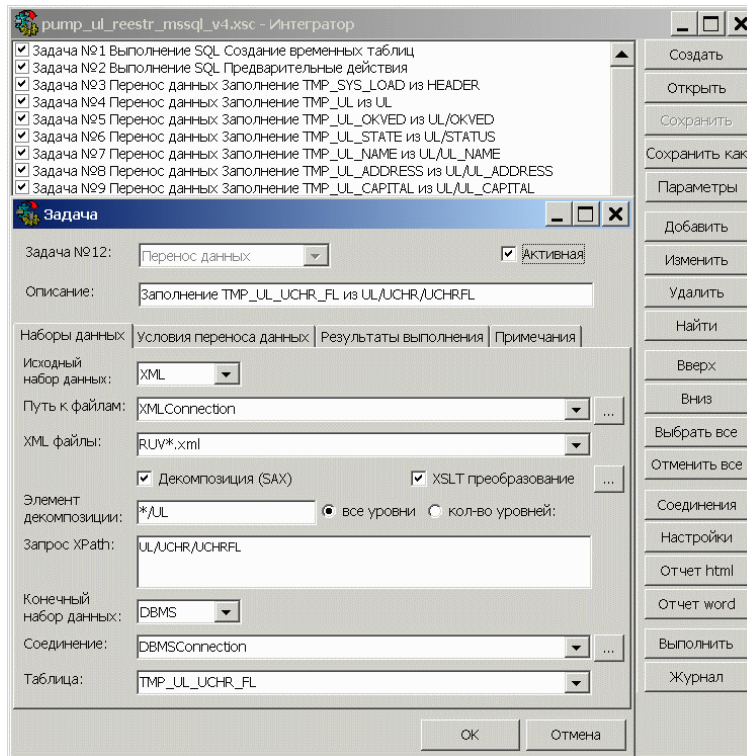 pump_ul_reestr_mssql_v4.xsc - Интегратор
Задача №1 Выполнение SQL Создание временных таблиц
Задача №2 Выполнение SQL Предварительные действия
Задача №3 Перенос данных Заполнение TMP_SYS_LOAD из HEADER
Задача №4 Перенос данных Заполнение TMP_UL из UL
Задача №5 Перенос данных Заполнение TMP_UL_OKVED из UL/OKVED
Задача №6 Перенос данных Заполнение TMP_UL_STATE из UL/STATUS
Задача №7 Перенос данных Заполнение TMP_UL_NAME из UL/UL_NAME
Задача №8 Перенос данных Заполнение TMP_UL_ADDRESS из UL/UL_ADDRESS
Задача №9 Перенос данных Заполнение TMP_UL_CAPITAL из UL/UL_CAPITAL
Создать
Открыть
Сохранить
Сохранить как
Параметры
Добавить
Изменить
Удалить
Найти
Вверх
Вниз
Выбрать все
Отменить все
Соединения
Настройки
Отчет html
Отчет word
Выполнить
Журнал
Задача
Задача №12: Перенос данных Активная
Описание: Заполнение TMP_UL_UCHR_FL из UL/UCHR/UCHRFL
Наборы данных Условия переноса данных Результаты выполнения Примечания
Исходный
набор данных: XML
Путь к файлам: XMLConnection ...
XML файлы: RUV*.xml
Декомпозиция (SAX) XSLT преобразование ...
Элемент
декомпозиции: */UL все уровни кол-во уровней:
Запрос XPath: UL/UCHR/UCHRFL
Конечный
набор данных: DBMS
Соединение: DBMSConnection ...
Таблица: TMP_UL_UCHR_FL
OK Отмена